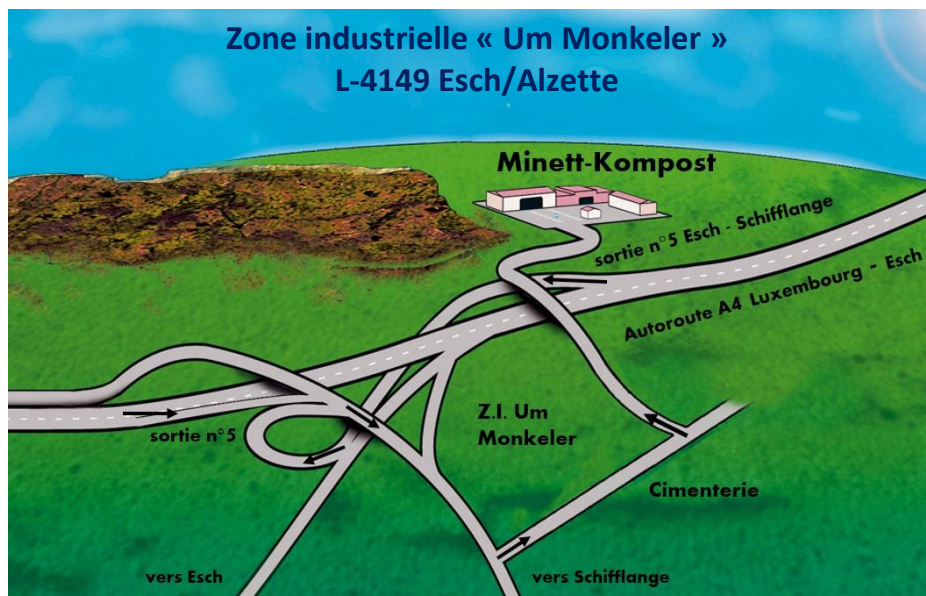 Zone industrielle « Um Monkeler »
L-4149 Esch/Alzette
Minett-Kompost
sortie n°5 Esch - Schifflange
Autoroute A4 Luxembourg - Esch
sortie n°5
Z.I. Um
Monkeler
Cimenterie
vers Esch
vers Schifflange